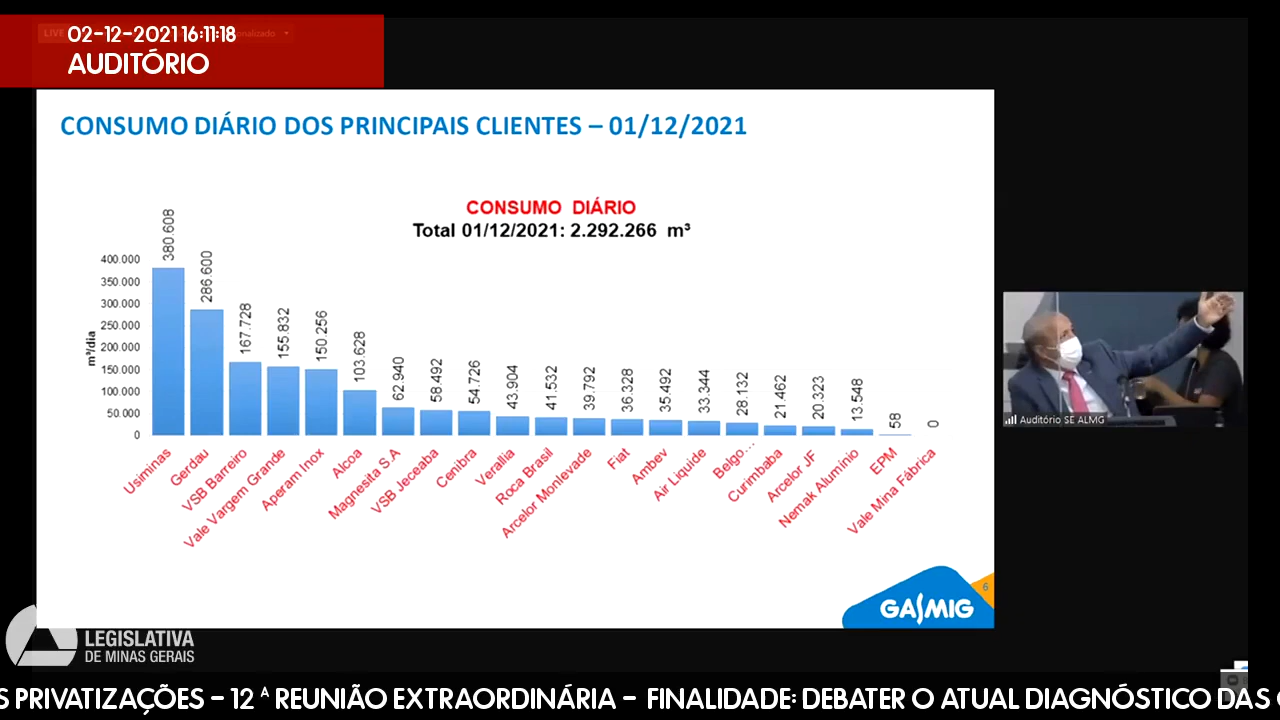 LIVE
02-12-2021 16:11:18
AUDITÓRIO
CONSUMO DIÁRIO DOS PRINCIPAIS CLIENTES – 01/12/2021
CONSUMO DIÁRIO
Total 01/12/2021: 2.292.266 m³
m³/dia
400.000
350.000
300.000
250.000
200.000
150.000
100.000
50.000
0
380.608
286.600
167.728
155.832
150.256
103.628
62.940
58.492
54.726
43.904
41.532
39.792
36.328
35.492
33.344
28.132
21.462
20.323
13.548
58
0
Usiminas
Gerdau
VSB Barreiro
Vale Vargem Grande
Aperam Inox
Alcoa
Magnesita S.A
VSB Jeceaba
Cenibra
Verallia
Roca Brasil
Arcelor Monlevade
Fiat
Ambev
Air Liquide
Belgo...
Curimbaba
Arcelor JF
Nemak Alumínio
EPM
Vale Mina Fábrica
6
GASMIG
Auditório SE ALMG
LEGISLATIVA
DE MINAS GERAIS
S PRIVATIZAÇÕES – 12 ª REUNIÃO EXTRAORDINÁRIA – FINALIDADE: DEBATER O ATUAL DIAGNÓSTICO DAS